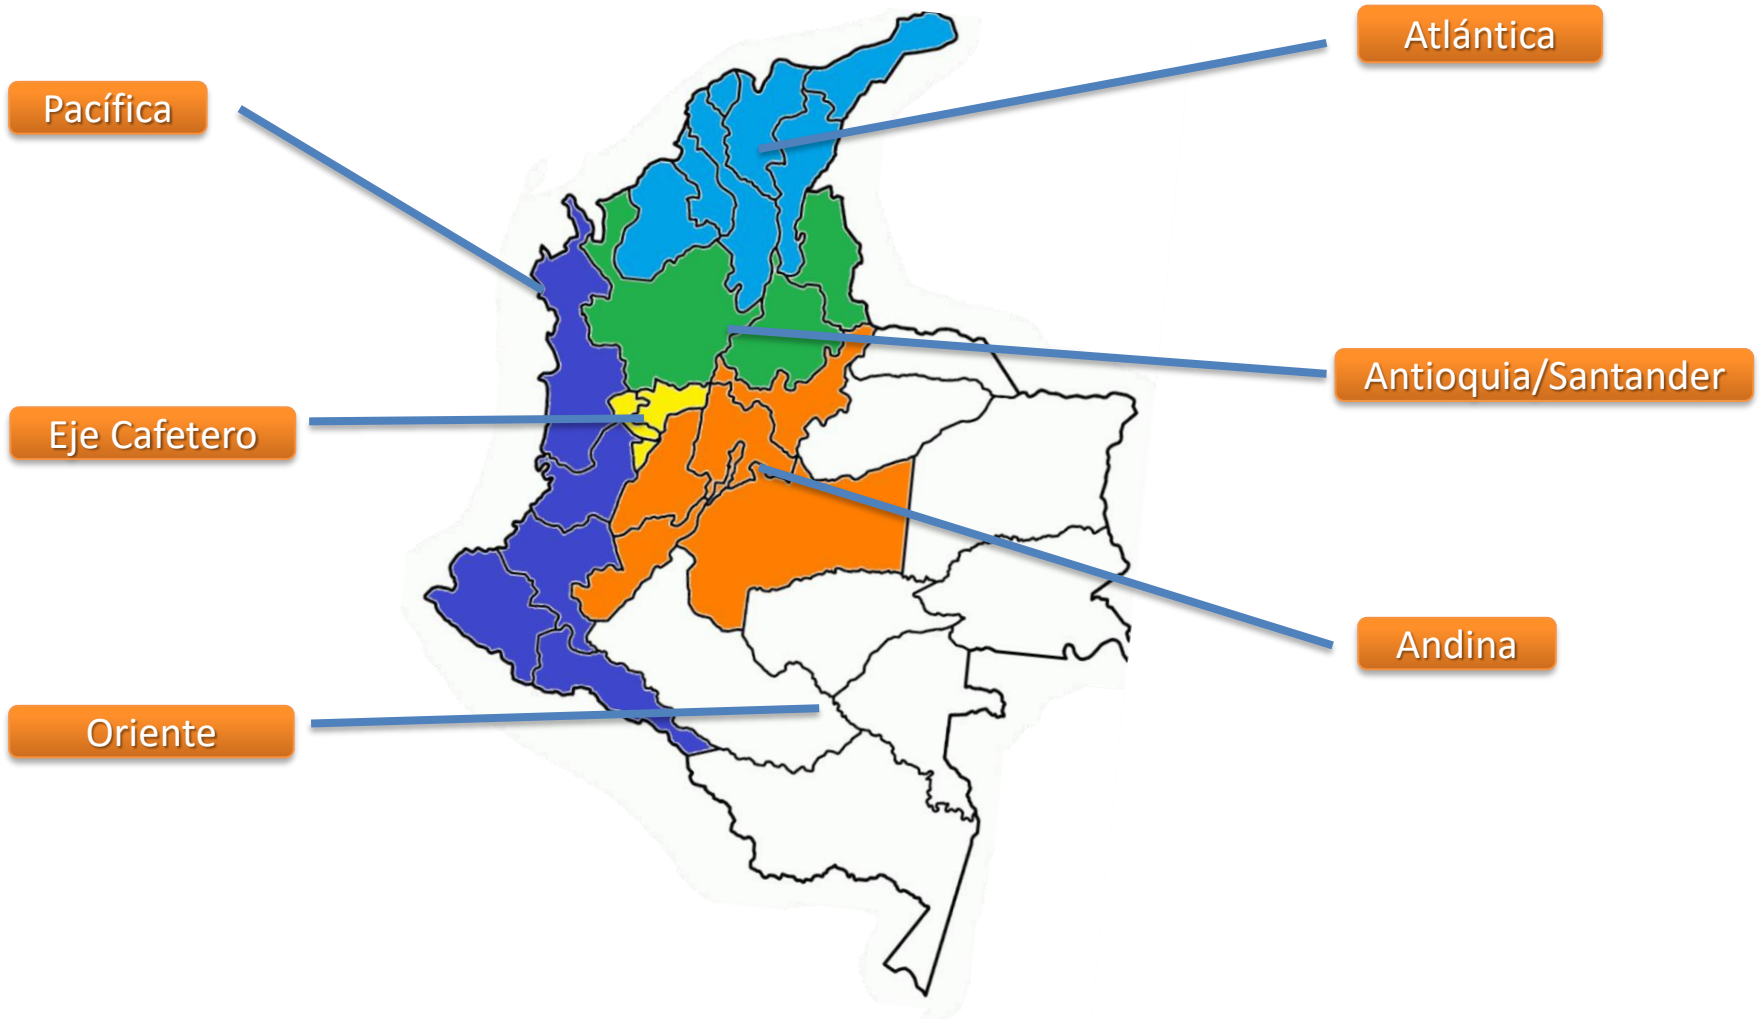 Atlántica
Pacífica
Antioquia/Santander
Eje Cafetero
Andina
Oriente